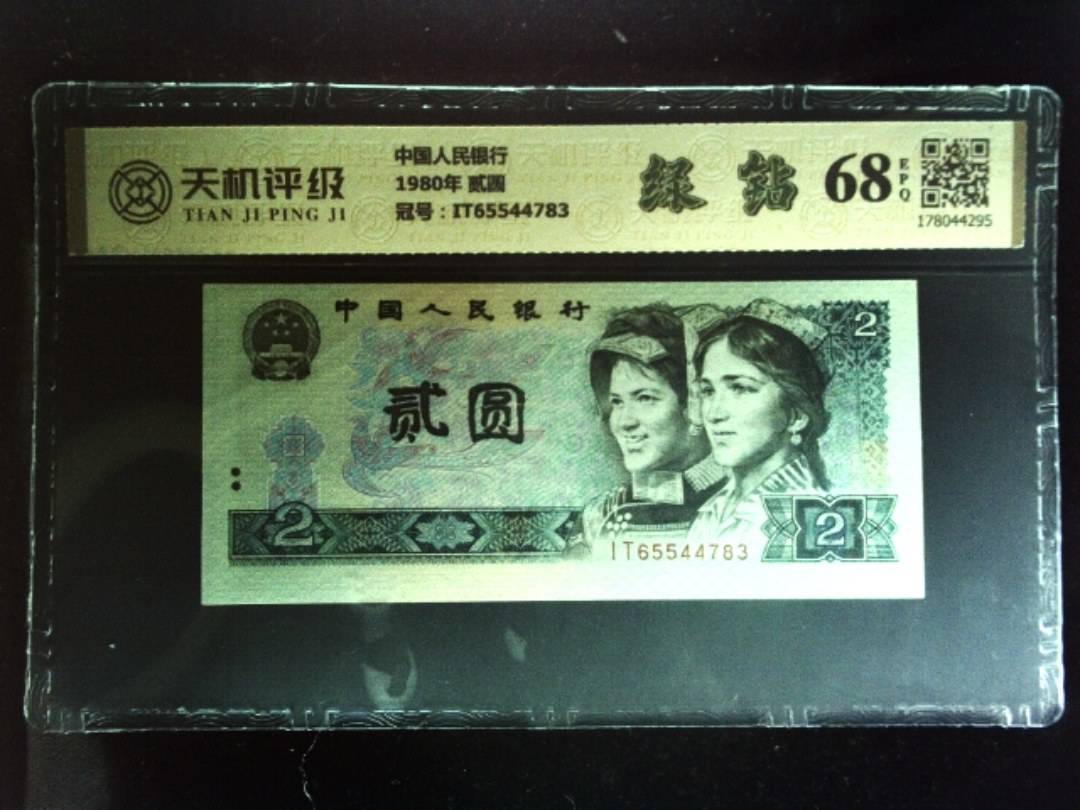 天机评级
TIAN JI PING JI
中国人民银行
1980年 贰圆
冠号：IT65544783
绿钻
68
EPQ
178044295
中国人民银行
2
贰圆
2
IT65544783
2